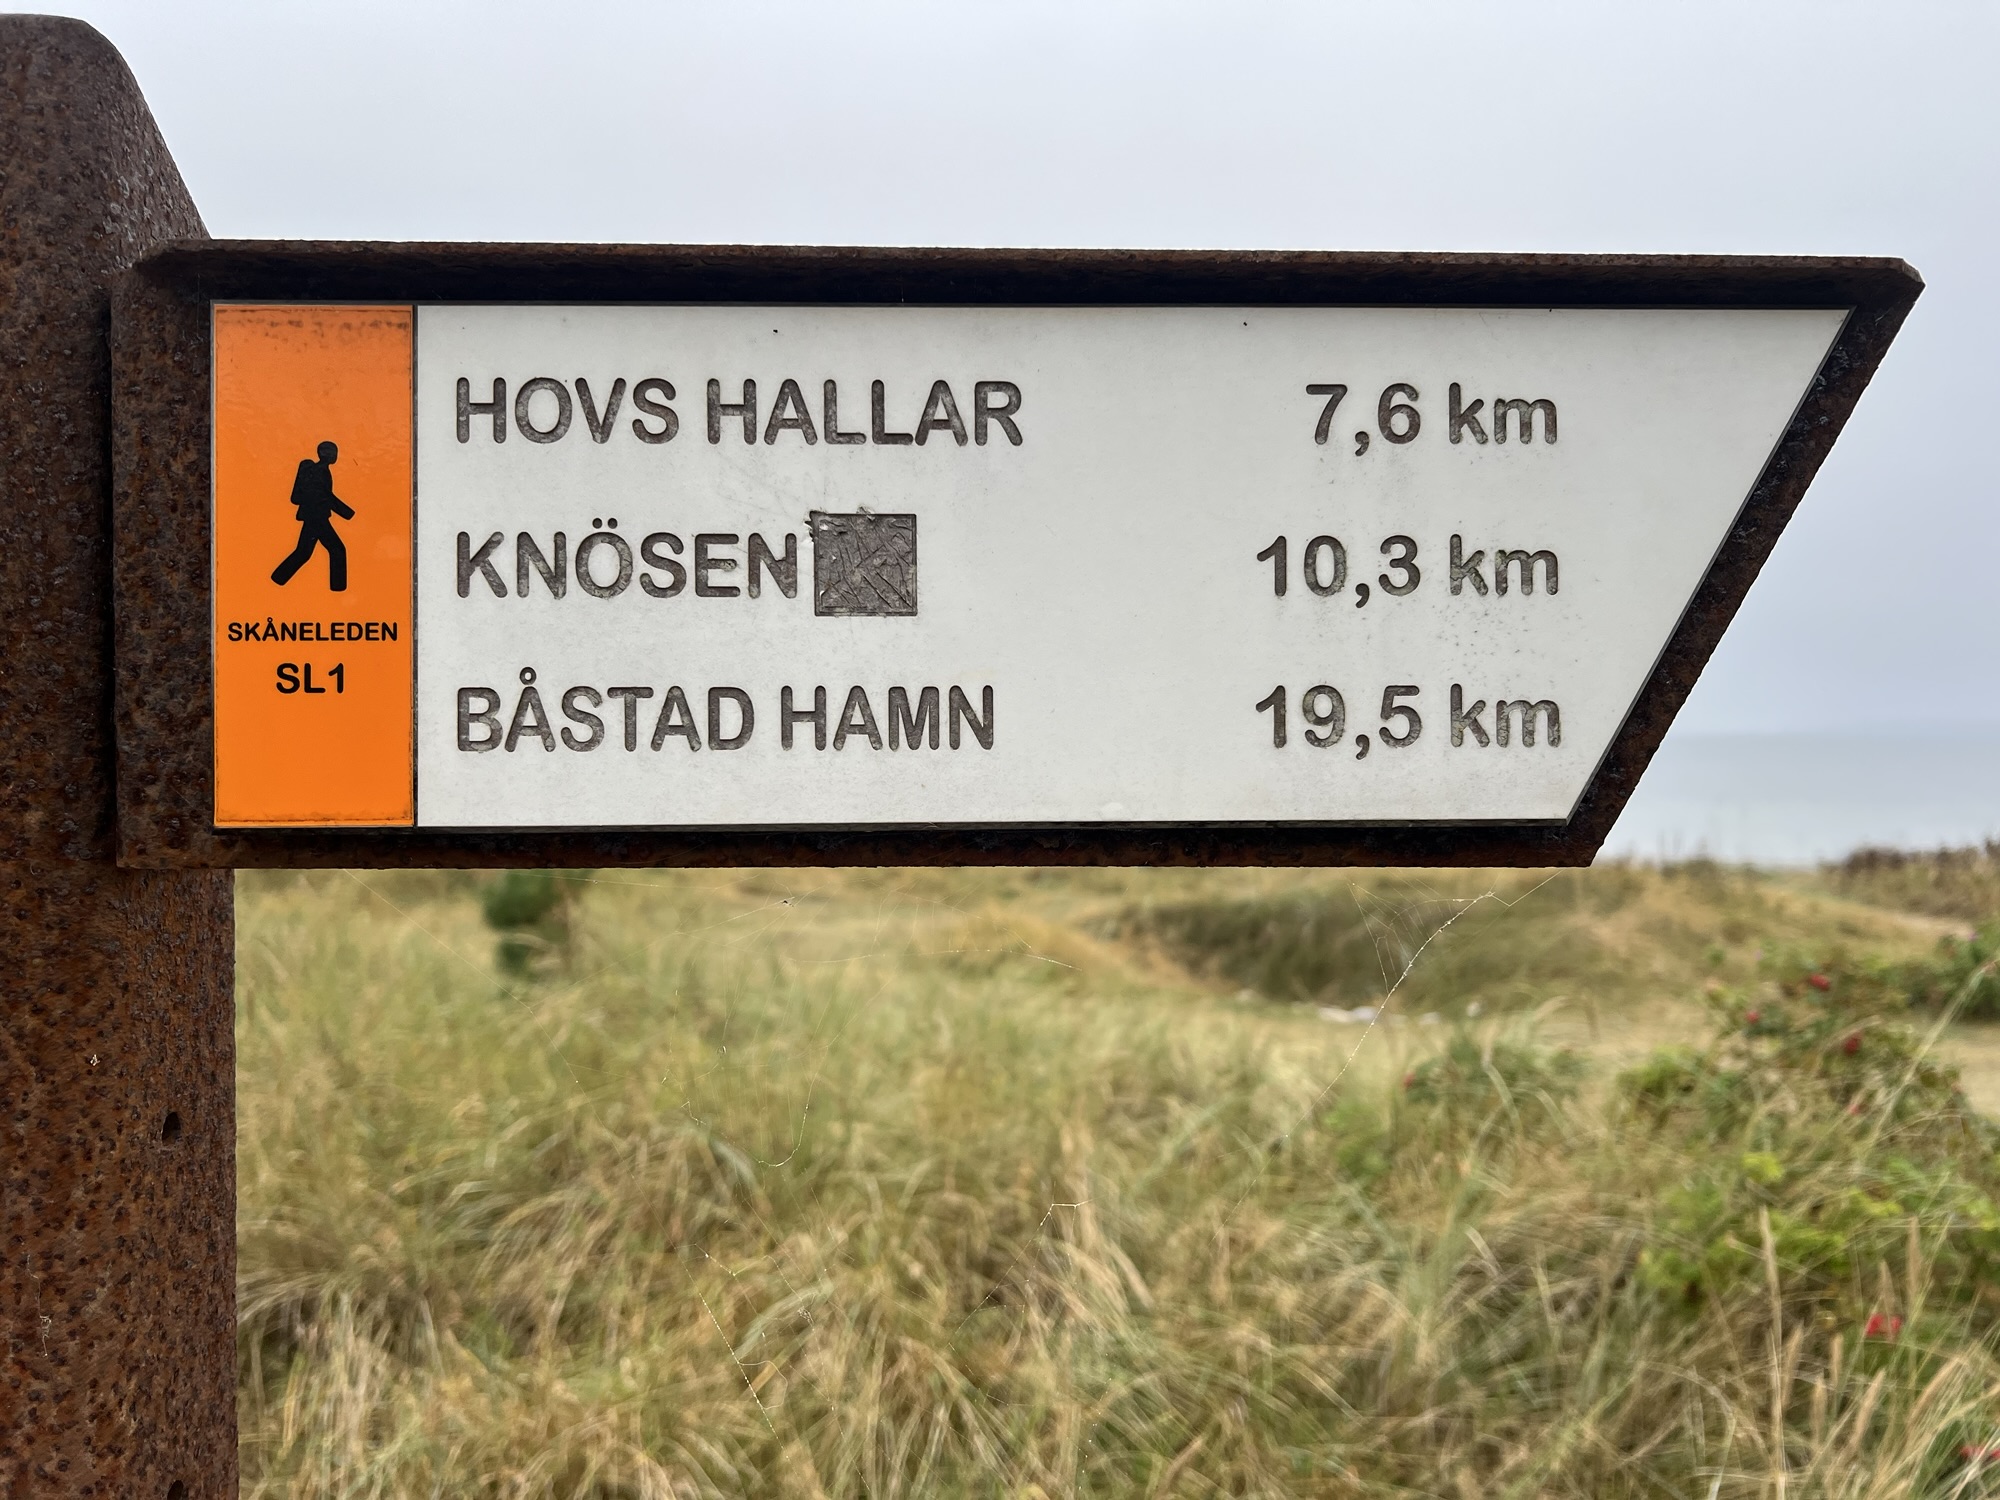 SKÅNELEDEN
SL1
HOVS HALLAR 7,6 km
KNÖSEN 10,3 km
BÅSTAD HAMN 19,5 km